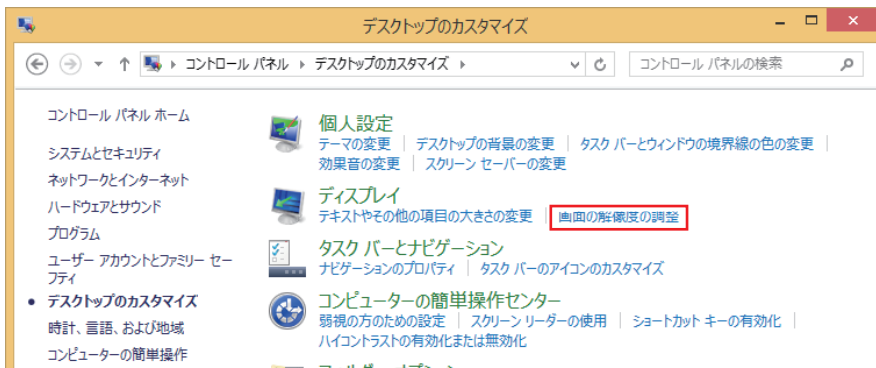 デスクトップのカスタマイズ
コントロール パネル ▸ デスクトップのカスタマイズ ▸
コントロール パネルの検索
コントロール パネル ホーム
システムとセキュリティ
ネットワークとインターネット
ハードウェアとサウンド
プログラム
ユーザー アカウントとファミリー セー
フティ
デスクトップのカスタマイズ
時計、言語、および地域
コンピューターの簡単操作
個人設定
テーマの変更 | デスクトップの背景の変更 | タスク バーとウィンドウの境界線の色の変更 |
効果音の変更 | スクリーン セーバーの変更
ディスプレイ
テキストやその他の項目の大きさの変更 | 画面の解像度の調整
タスク バーとナビゲーション
ナビゲーションのプロパティ | タスク バーのアイコンのカスタマイズ
コンピューターの簡単操作センター
弱視の方のための設定 | スクリーン リーダーの使用 | ショートカット キーの有効化 |
ハイコントラストの有効化または無効化